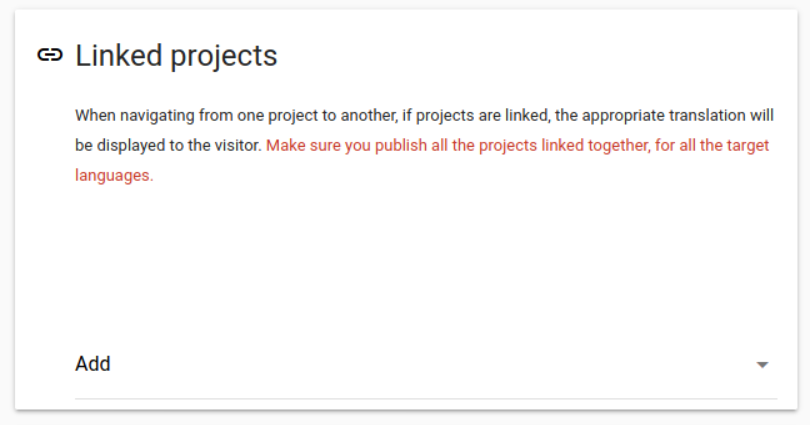 Linked projects
When navigating from one project to another, if projects are linked, the appropriate translation will
be displayed to the visitor. Make sure you publish all the projects linked together, for all the target
languages.
Add